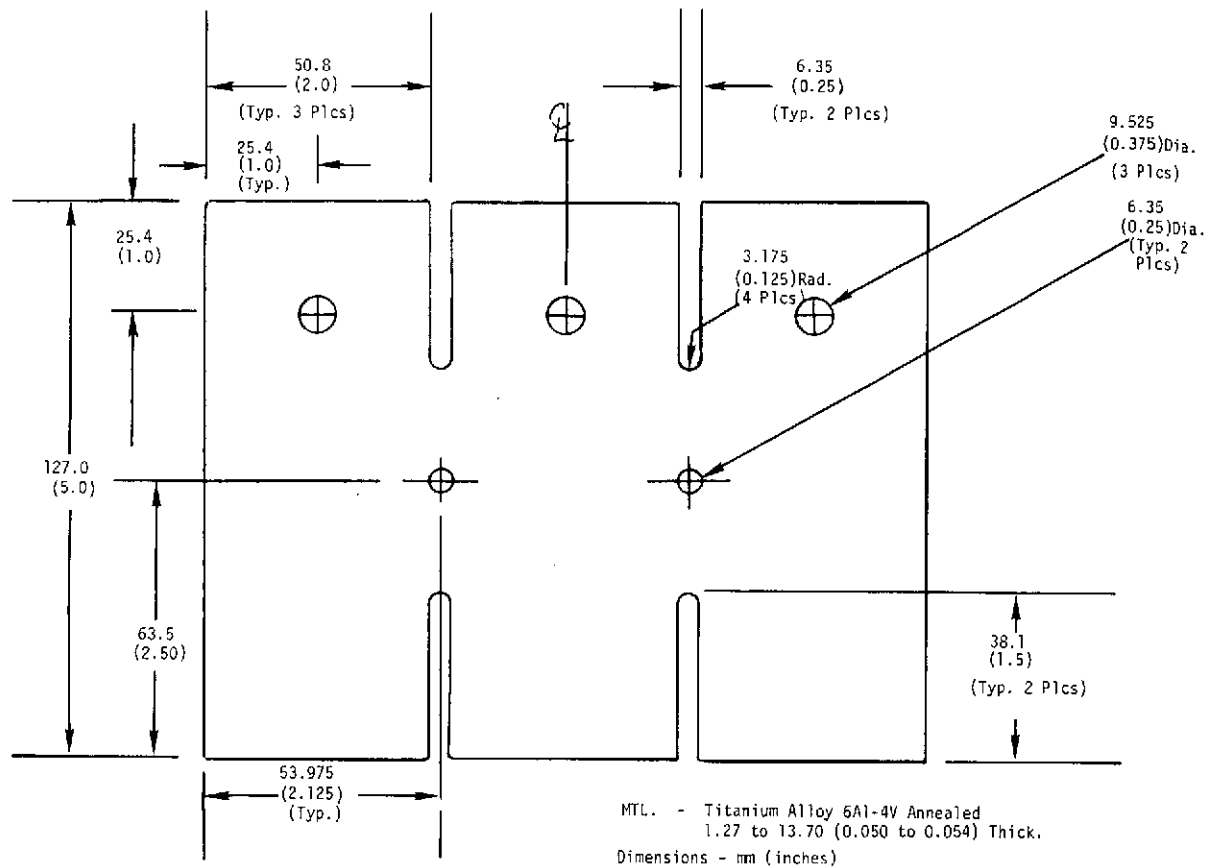 50.8
(2.0)
(Typ. 3 Plcs)
6.35
(0.25)
(Typ. 2 Plcs)
℄
25.4
(1.0)
(Typ.)
9.525
(0.375)Dia.
(3 Plcs)
6.35
(0.25)Dia.
(Typ. 2
Plcs)
25.4
(1.0)
3.175
(0.125)Rad.
(4 Plcs)
127.0
(5.0)
63.5
(2.50)
38.1
(1.5)
(Typ. 2 Plcs)
53.975
(2.125)
(Typ.)
MTL. - Titanium Alloy 6Al-4V Annealed
1.27 to 13.70 (0.050 to 0.054) Thick.
Dimensions - mm (inches)